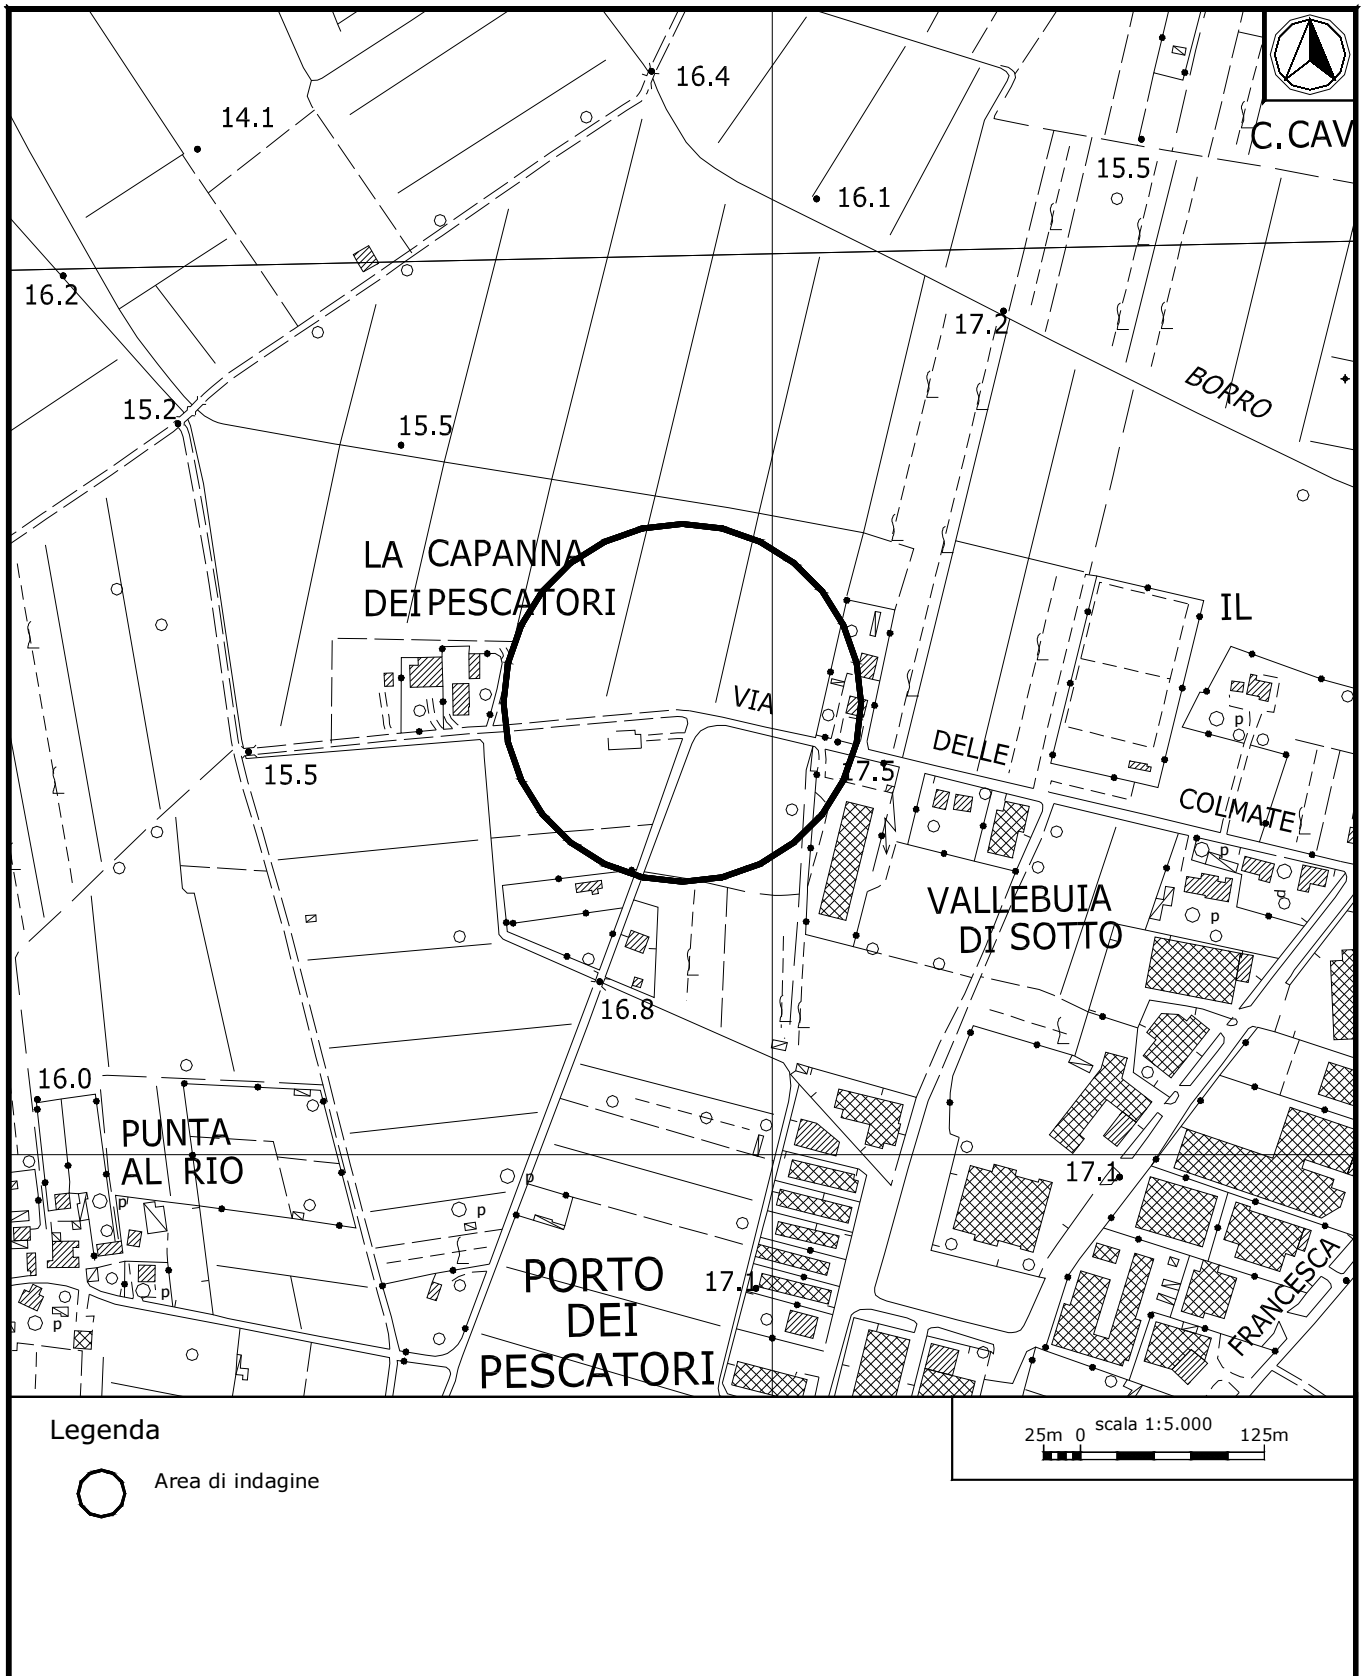 16.4
14.1
C.CAV
15.5
16.1
16.2
17.2
BORRO
15.2
15.5
LA CAPANNA
DEI PESCATORI
IL
VIA
DELLE
17.5
15.5
COLMATE
p
p
p
p
VALLEBUIA
DI SOTTO
16.8
16.0
PUNTA
AL RIO
17.1
p
p
p
p
PORTO
DEI
PESCATORI
17.1
FRANCESCA
Legenda
Area di indagine
scala 1:5.000
25m 0 125m